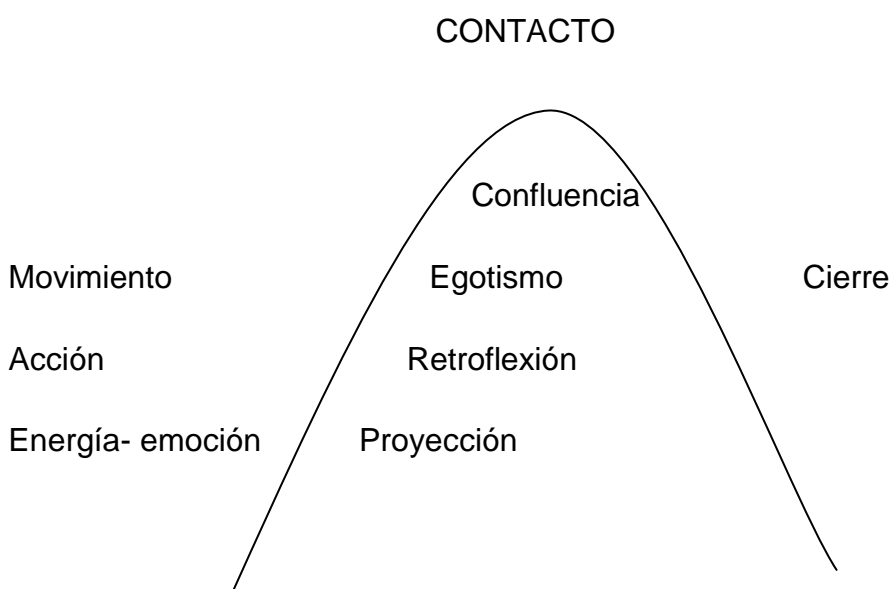 CONTACTO
Confluencia
Movimiento Egotismo Cierre
Acción Retroflexión
Energía- emoción Proyección